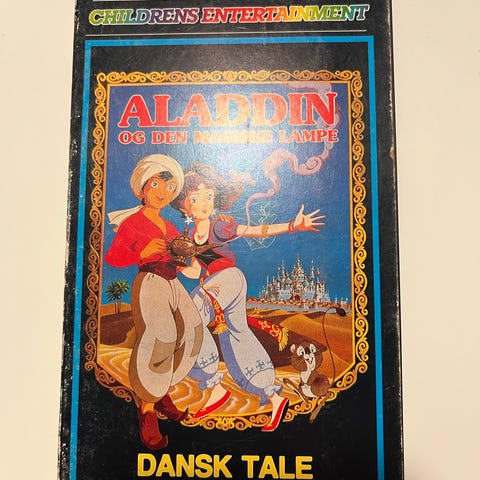 CHILDRENS ENTERTAINMENT
ALADDIN
OG DEN MAGISKE LAMPE
DANSK TALE